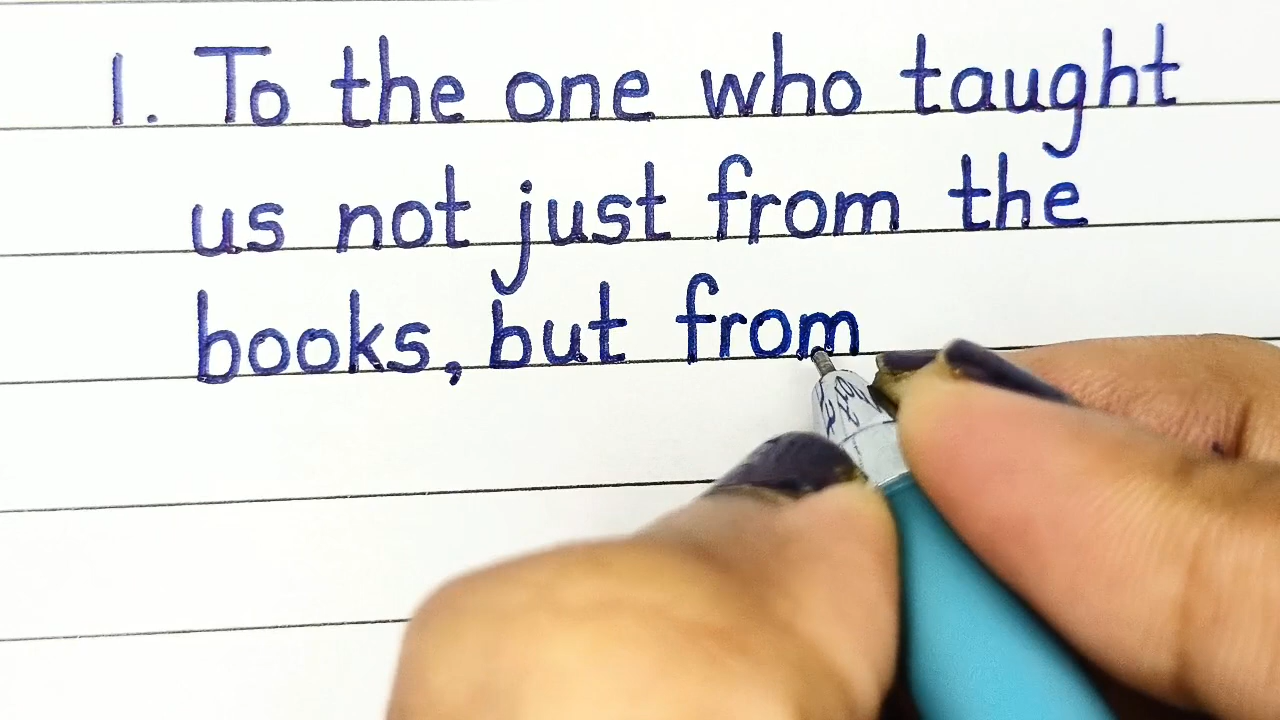 1. To the one who taught
us not just from the
books, but from